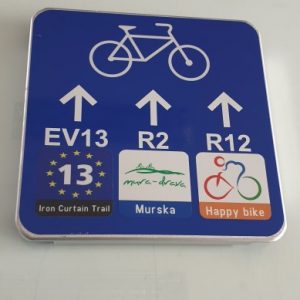 EV13 R2 R12
13 mura-drava
Iron Curtain Trail Murska Happy bike